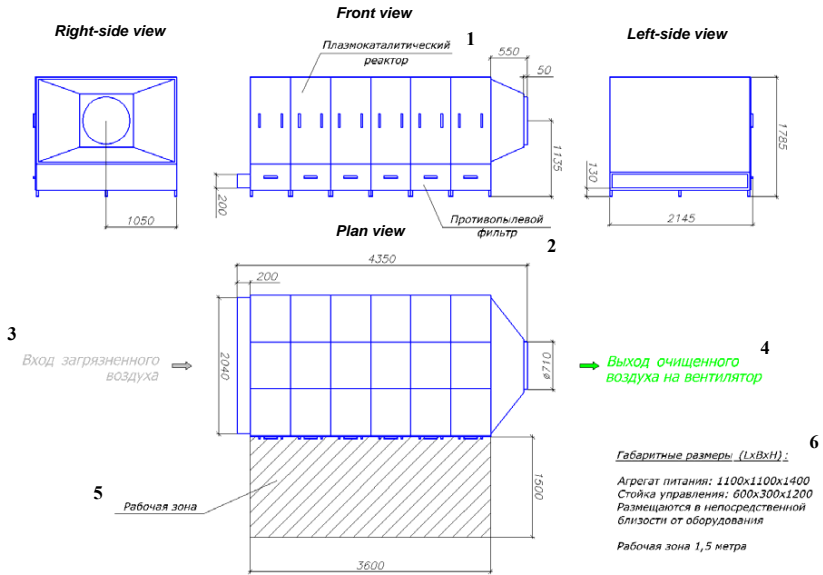 Front view
Right-side view
Left-side view
1
Плазмокаталитический
реактор
550
50
1135
200
1050
130
1785
2145
Противопылевой
фильтр
2
Plan view
4350
200
3
Вход загрязненного
воздуха
2040
ø710
4
Выход очищенного
воздуха на вентилятор
5
Рабочая зона
1500
3600
6
Габаритные размеры (LxBxH):
Агрегат питания: 1100x1100x1400
Стойка управления: 600x300x1200
Размещаются в непосредственной
близости от оборудования
Рабочая зона 1,5 метра